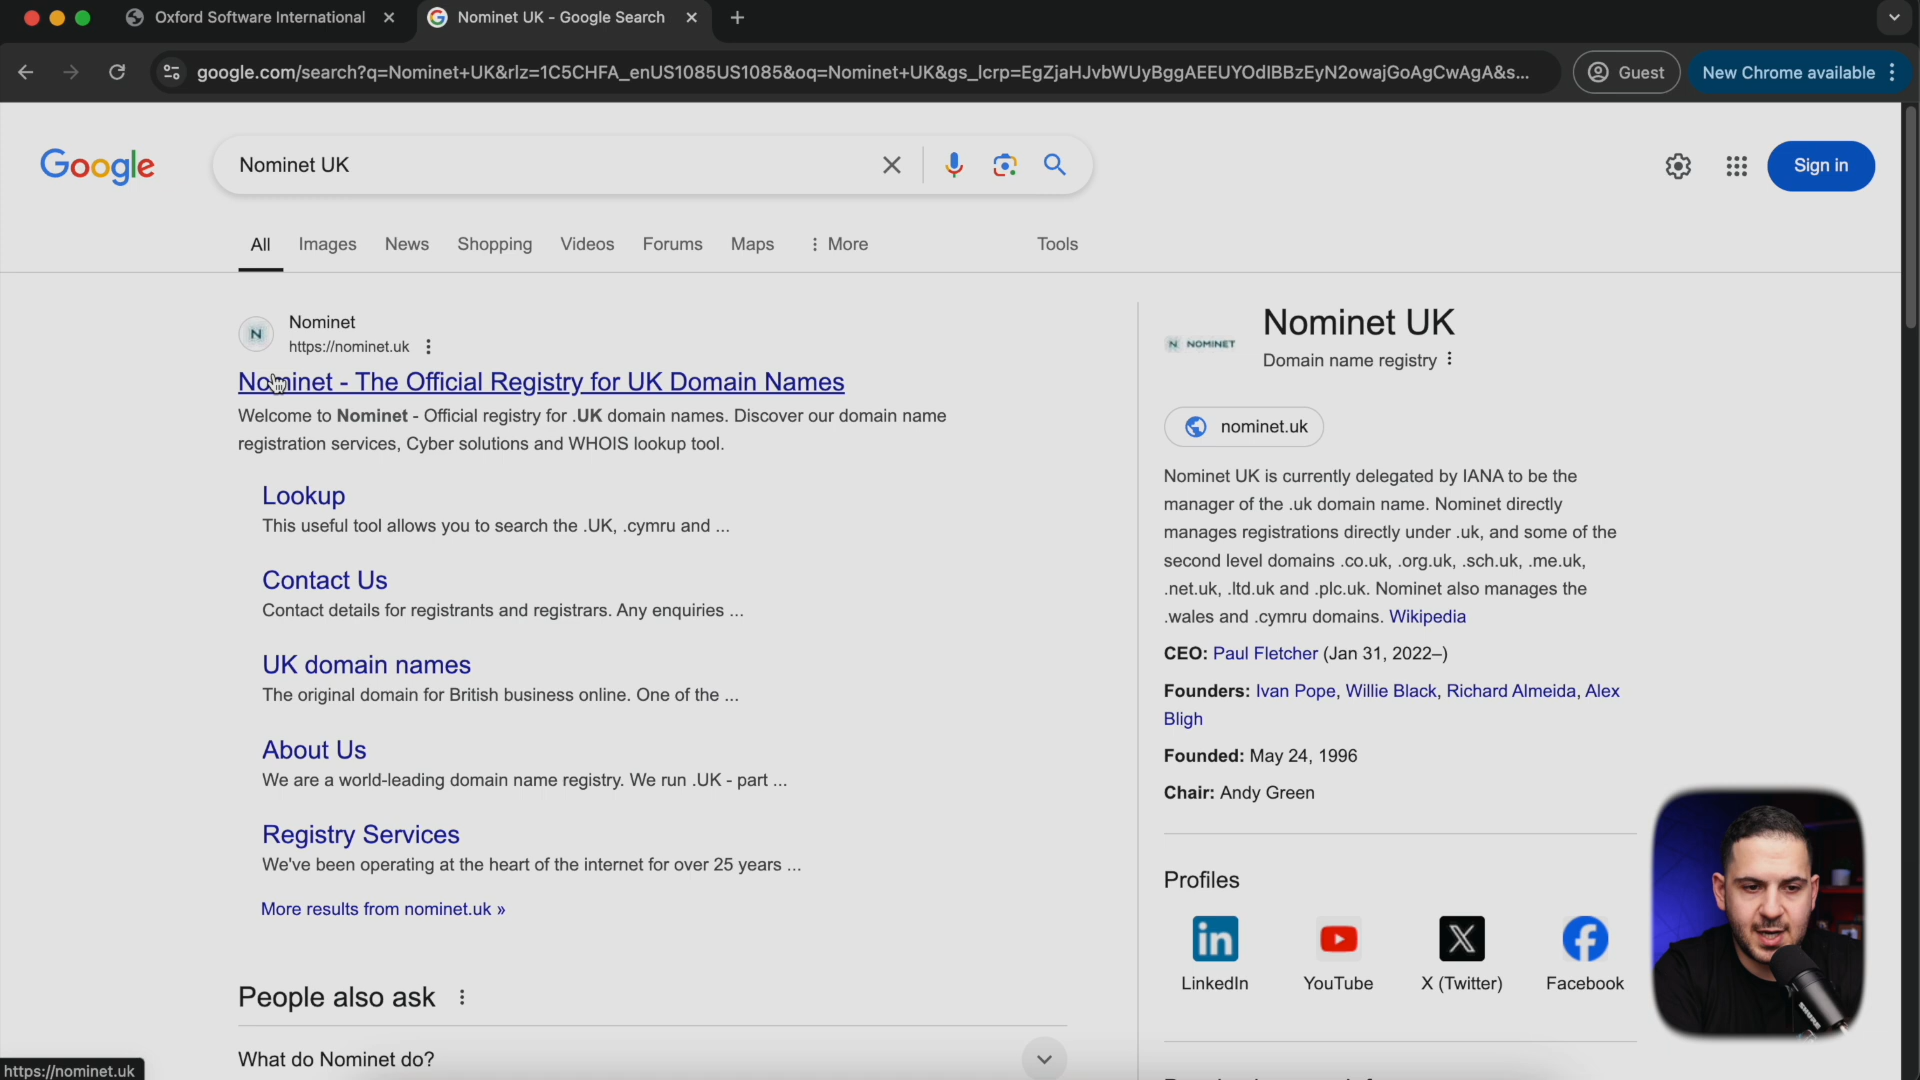 Oxford Software International
Nominet UK - Google Search
google.com/search?q=Nominet+UK&rlz=1C5CHFA_enUS1085US1085&oq=Nominet+UK&gs_lcrp=EgZjaHJvbWUyBggAEEUYOdIBBzEyN2owajGoAgCwAgA&s...
Guest
New Chrome available
Google
Nominet UK
Sign in
All
Images
News
Shopping
Videos
Forums
Maps
More
Tools
N
Nominet
https://nominet.uk
Nominet - The Official Registry for UK Domain Names
Welcome to Nominet - Official registry for .UK domain names. Discover our domain name
registration services, Cyber solutions and WHOIS lookup tool.
Lookup
This useful tool allows you to search the .UK, .cymru and ...
Contact Us
Contact details for registrants and registrars. Any enquiries ...
UK domain names
The original domain for British business online. One of the ...
About Us
We are a world-leading domain name registry. We run .UK - part ...
Registry Services
We've been operating at the heart of the internet for over 25 years ...
More results from nominet.uk »
People also ask
What do Nominet do?
https://nominet.uk
N NOMINET
Nominet UK
Domain name registry
nominet.uk
Nominet UK is currently delegated by IANA to be the
manager of the .uk domain name. Nominet directly
manages registrations directly under .uk, and some of the
second level domains .co.uk, .org.uk, .sch.uk, .me.uk,
.net.uk, .ltd.uk and .plc.uk. Nominet also manages the
.wales and .cymru domains. Wikipedia
CEO: Paul Fletcher (Jan 31, 2022–)
Founders: Ivan Pope, Willie Black, Richard Almeida, Alex
Bligh
Founded: May 24, 1996
Chair: Andy Green
Profiles
in
LinkedIn
YouTube
X (Twitter)
Facebook
SHURE